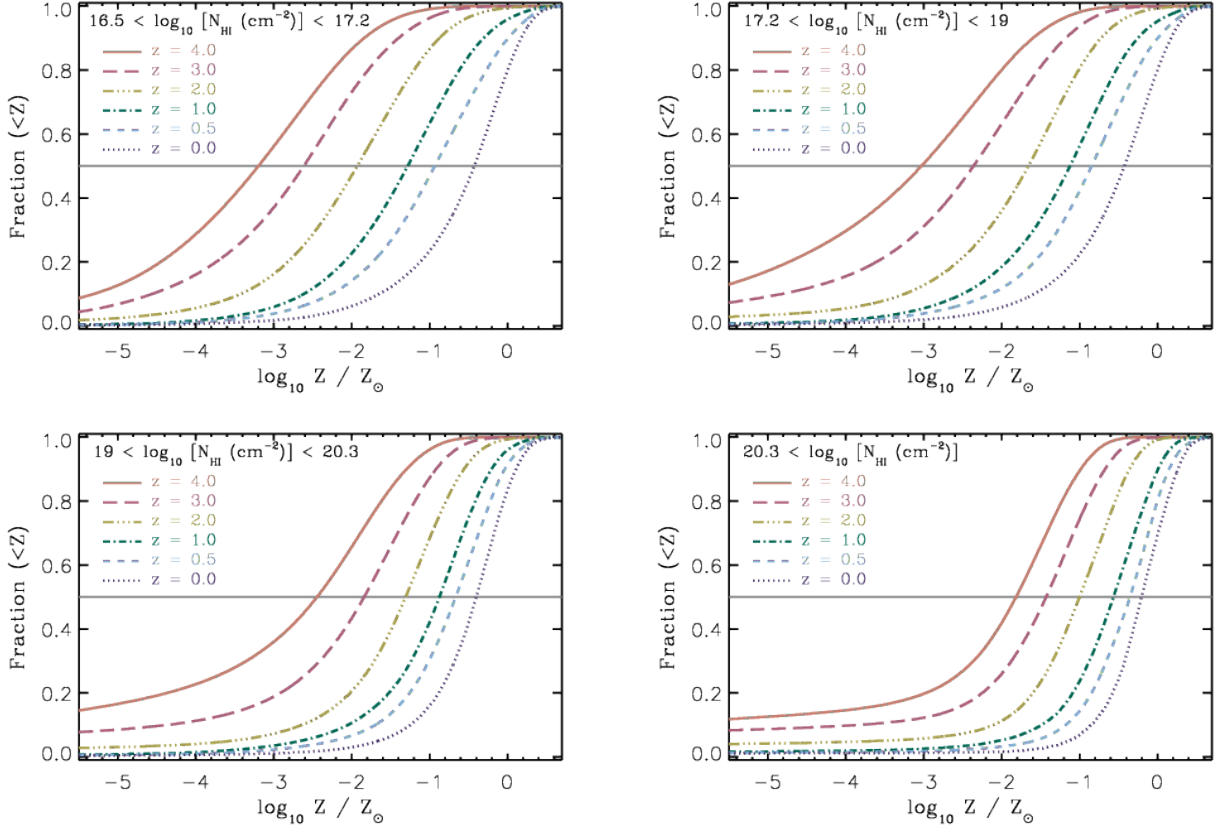 16.5 < log₁₀ [N_HI (cm⁻²)] < 17.2
z = 4.0
z = 3.0
z = 2.0
z = 1.0
z = 0.5
z = 0.0
Fraction (<Z)
1.0
0.8
0.6
0.4
0.2
0.0
−5 −4 −3 −2 −1 0
log₁₀ Z / Z☉
17.2 < log₁₀ [N_HI (cm⁻²)] < 19
z = 4.0
z = 3.0
z = 2.0
z = 1.0
z = 0.5
z = 0.0
Fraction (<Z)
1.0
0.8
0.6
0.4
0.2
0.0
−5 −4 −3 −2 −1 0
log₁₀ Z / Z☉
19 < log₁₀ [N_HI (cm⁻²)] < 20.3
z = 4.0
z = 3.0
z = 2.0
z = 1.0
z = 0.5
z = 0.0
Fraction (<Z)
1.0
0.8
0.6
0.4
0.2
0.0
−5 −4 −3 −2 −1 0
log₁₀ Z / Z☉
20.3 < log₁₀ [N_HI (cm⁻²)]
z = 4.0
z = 3.0
z = 2.0
z = 1.0
z = 0.5
z = 0.0
Fraction (<Z)
1.0
0.8
0.6
0.4
0.2
0.0
−5 −4 −3 −2 −1 0
log₁₀ Z / Z☉